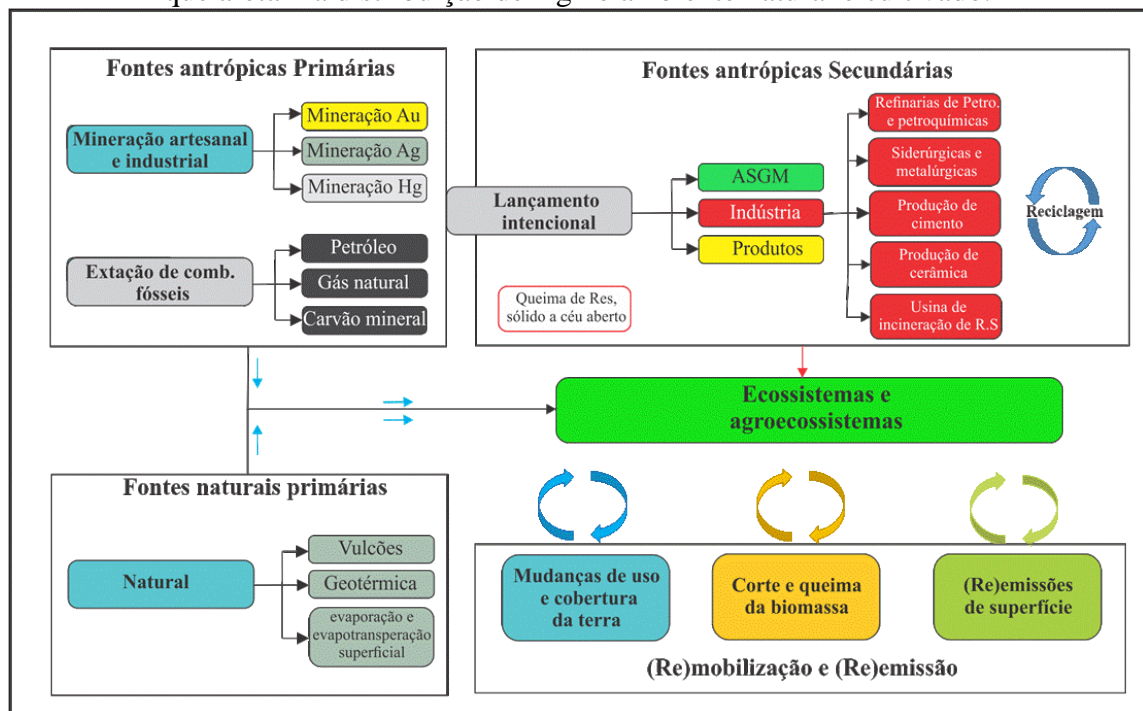 Fontes antrópicas Primárias
Mineração artesanal
e industrial
Mineração Au
Mineração Ag
Mineração Hg
Extação de comb.
fósseis
Petróleo
Gás natural
Carvão mineral
Fontes antrópicas Secundárias
Lançamento
intencional
ASGM
Indústria
Produtos
Queima de Res,
sólido a céu aberto
Refinarias de Petro.
e petroquímicas
Siderúrgicas e
metalúrgicas
Produção de
cimento
Produção de
cerâmica
Usina de
incineração de R.S
Reciclagem
Ecossistemas e
agroecossistemas
Fontes naturais primárias
Natural
Vulcões
Geotérmica
evaporação e
evapotransperação
superficial
Mudanças de uso
e cobertura
da terra
Corte e queima
da biomassa
(Re)emissões
de superfície
(Re)mobilização e (Re)emissão